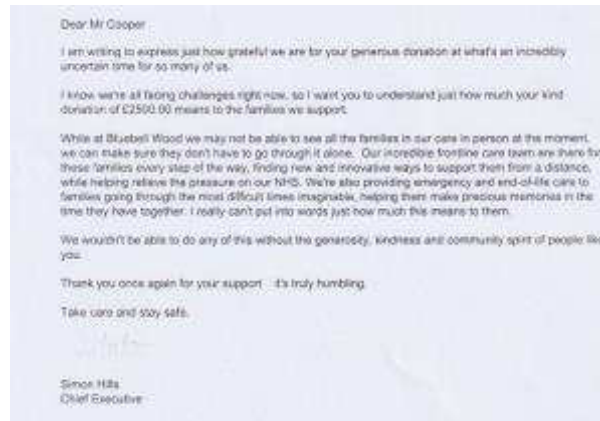 Dear Mr Cooper
I am writing to express just how grateful we are for your generous donation at what's an incredibly
uncertain time for so many of us.
I know we're all facing challenges right now, so I want you to understand just how much your kind
donation of £2500.00 means to the families we support.
While at Bluebell Wood we may not be able to see all the families in our care in person at the moment,
we can make sure they don't have to go through it alone. Our incredible frontline care team are there for
those families every step of the way, finding new and innovative ways to support them from a distance,
while helping relieve the pressure on our NHS. We're also providing emergency and end-of-life care to
families going through the most difficult times imaginable, helping them make precious memories in the
time they have together. I really can't put into words just how much this means to them.
We wouldn't be able to do any of this without the generosity, kindness and community spirit of people like
you.
Thank you once again for your support it's truly humbling.
Take care and stay safe.
Simon Hills
Chief Executive